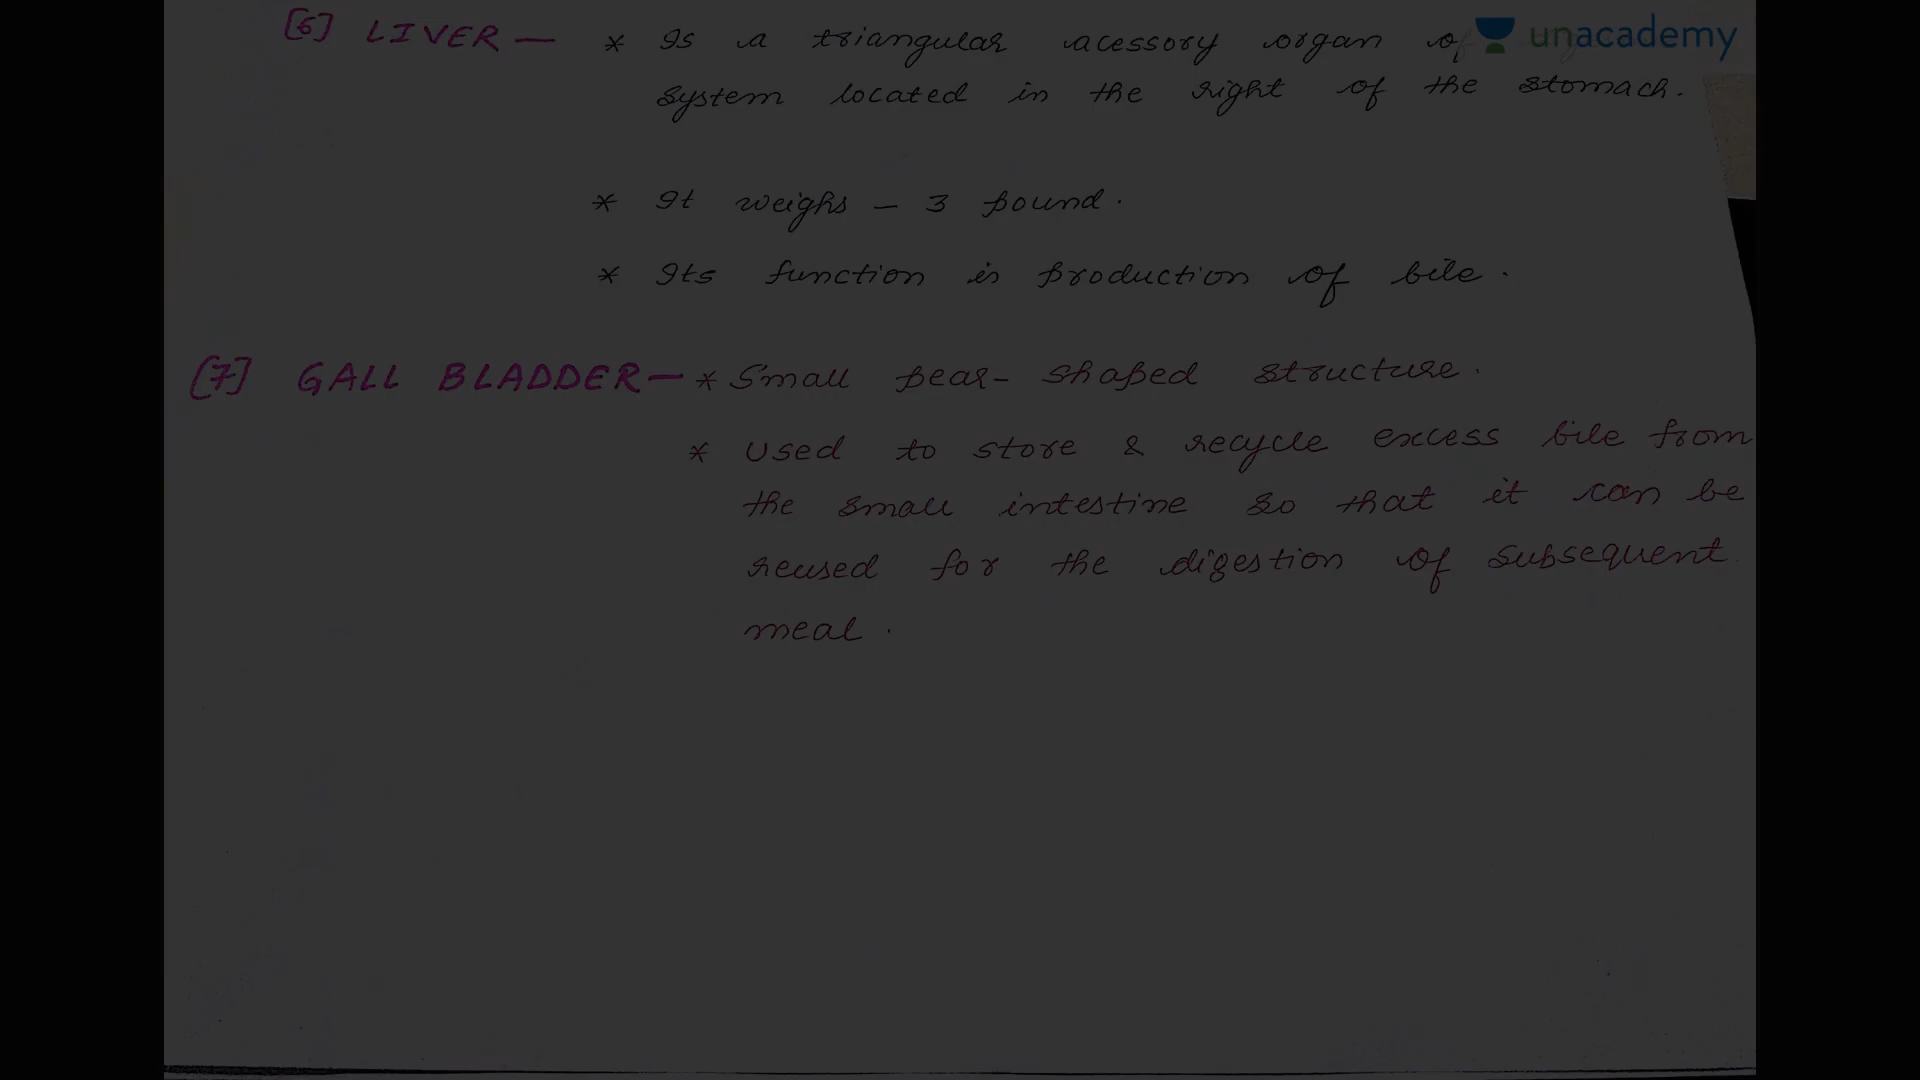 [6] LIVER — * Is a triangular acessory organ of
unacademy
system located in the right of the stomach.
* It weighs — 3 pound.
* Its function is production of bile.
[7] GALL BLADDER — * Small pear-shaped structure.
* Used to store & recycle excess bile from
the small intestine so that it can be
reused for the digestion of subsequent
meal.